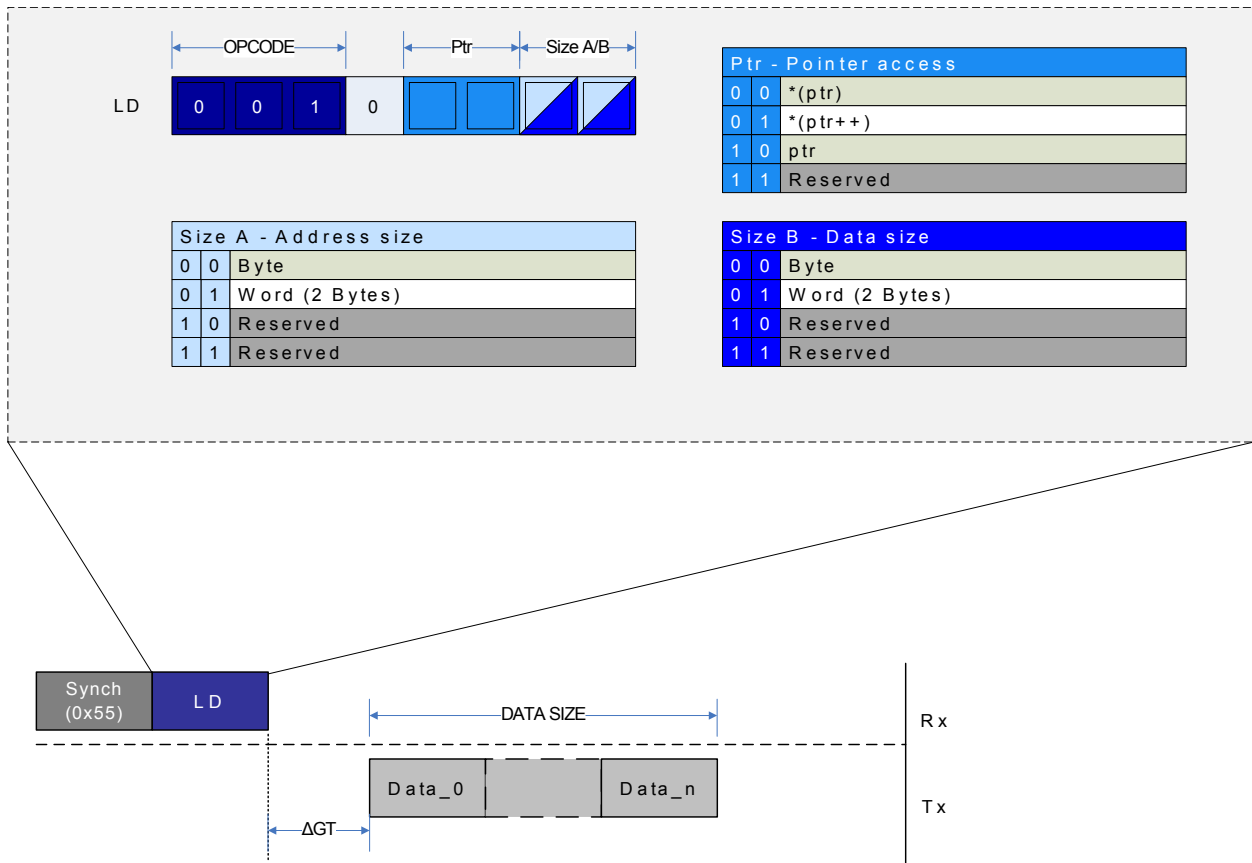 OPCODE Ptr Size A/B
LD 0 0 1 0
Ptr - Pointer access
0 0 *(ptr)
0 1 *(ptr++)
1 0 ptr
1 1 Reserved
Size A - Address size
0 0 Byte
0 1 Word (2 Bytes)
1 0 Reserved
1 1 Reserved
Size B - Data size
0 0 Byte
0 1 Word (2 Bytes)
1 0 Reserved
1 1 Reserved
Synch
(0x55)
LD
DATA SIZE
Rx
Data_0 Data_n
Tx
ΔGT